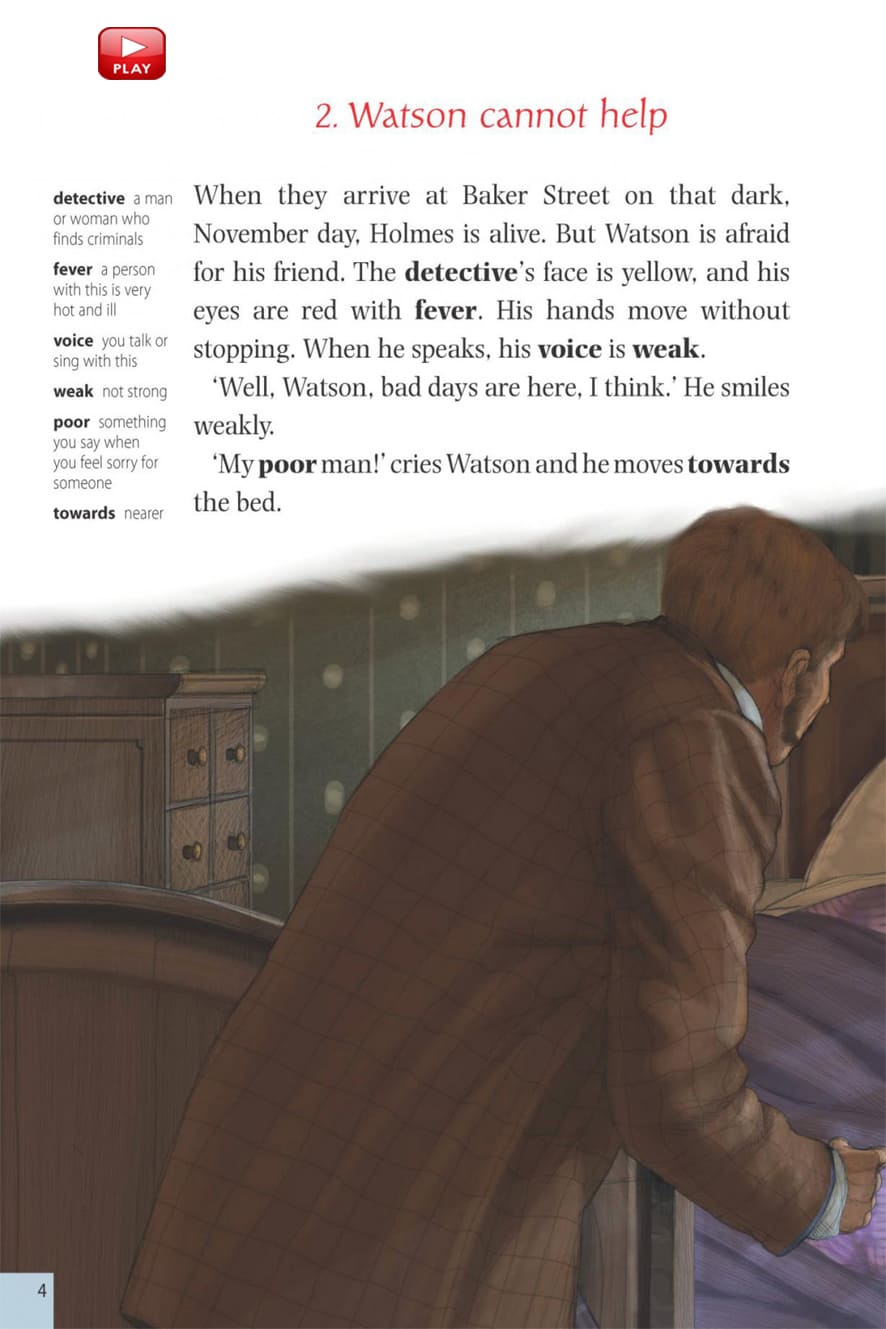 PLAY
2. Watson cannot help
detective a man
or woman who
finds criminals
fever a person
with this is very
hot and ill
voice you talk or
sing with this
weak not strong
poor something
you say when
you feel sorry for
someone
towards nearer
When they arrive at Baker Street on that dark,
November day, Holmes is alive. But Watson is afraid
for his friend. The detective’s face is yellow, and his
eyes are red with fever. His hands move without
stopping. When he speaks, his voice is weak.
‘Well, Watson, bad days are here, I think.’ He smiles
weakly.
‘My poor man!’ cries Watson and he moves towards
the bed.
4